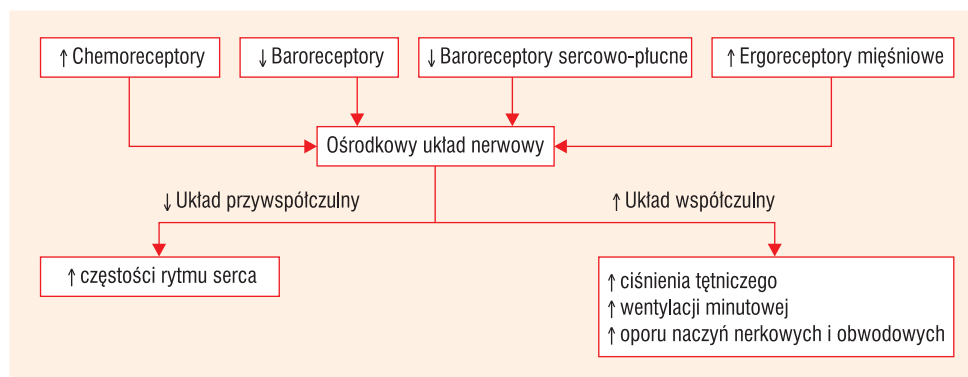 ↑ Chemoreceptory
↓ Baroreceptory
↓ Baroreceptory sercowo-płucne
↑ Ergoreceptory mięśniowe
Ośrodkowy układ nerwowy
↓ Układ przywspółczulny
↑ Układ współczulny
↑ częstości rytmu serca
↑ ciśnienia tętniczego
↑ wentylacji minutowej
↑ oporu naczyń nerkowych i obwodowych